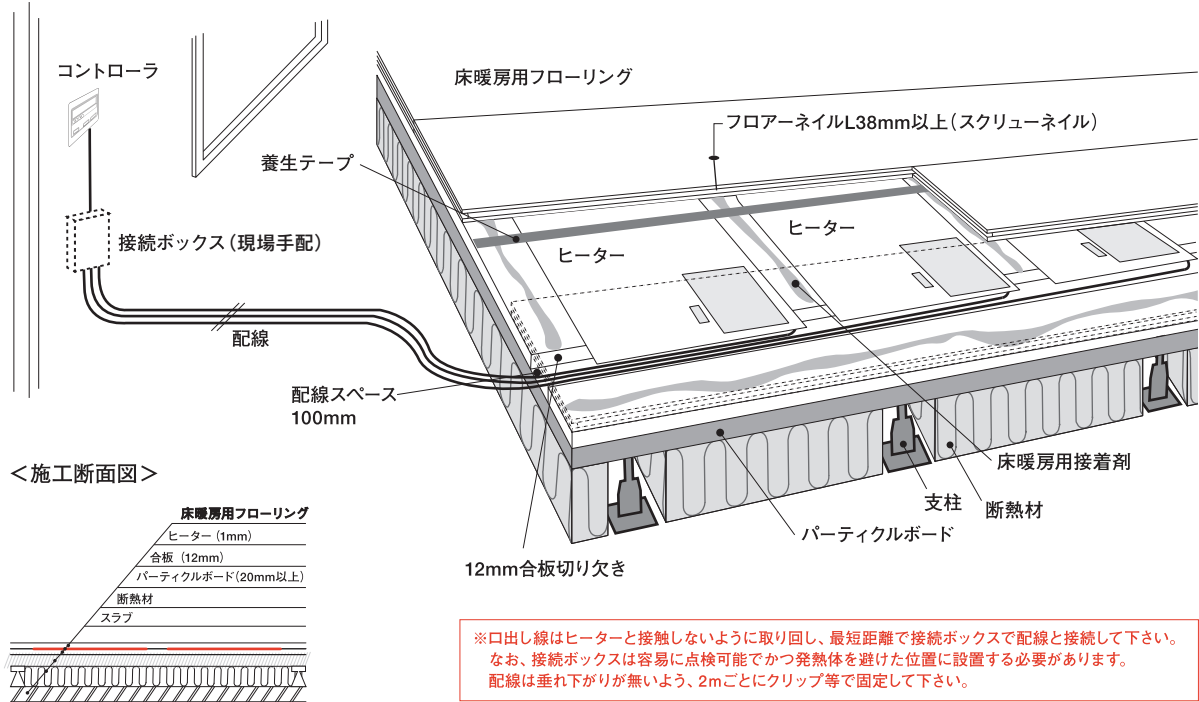 コントローラ
床暖房用フローリング
フロアーネイルL38mm以上（スクリューネイル）
養生テープ
接続ボックス（現場手配）
ヒーター
ヒーター
配線
配線スペース
100mm
床暖房用接着剤
支柱
断熱材
パーティクルボード
12mm合板切り欠き
＜施工断面図＞
床暖房用フローリング
ヒーター（1mm）
合板（12mm）
パーティクルボード（20mm以上）
断熱材
スラブ
※口出し線はヒーターと接触しないように取り回し、最短距離で接続ボックスで配線と接続して下さい。
なお、接続ボックスは容易に点検可能でかつ発熱体を避けた位置に設置する必要があります。
配線は垂れ下がりが無いよう、2mごとにクリップ等で固定して下さい。